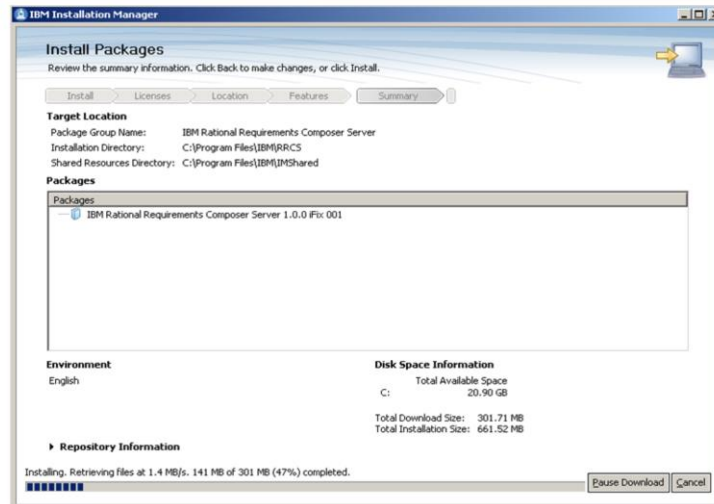 IBM Installation Manager
Install Packages
Review the summary information. Click Back to make changes, or click Install.
Install Licenses Location Features Summary
Target Location
Package Group Name: IBM Rational Requirements Composer Server
Installation Directory: C:\Program Files\IBM\RRCS
Shared Resources Directory: C:\Program Files\IBM\IMShared
Packages
Packages
IBM Rational Requirements Composer Server 1.0.0 iFix 001
Environment Disk Space Information
English Total Available Space
C: 20.90 GB
Total Download Size: 301.71 MB
Total Installation Size: 661.52 MB
Repository Information
Installing. Retrieving files at 1.4 MB/s. 141 MB of 301 MB (47%) completed.
Pause Download Cancel